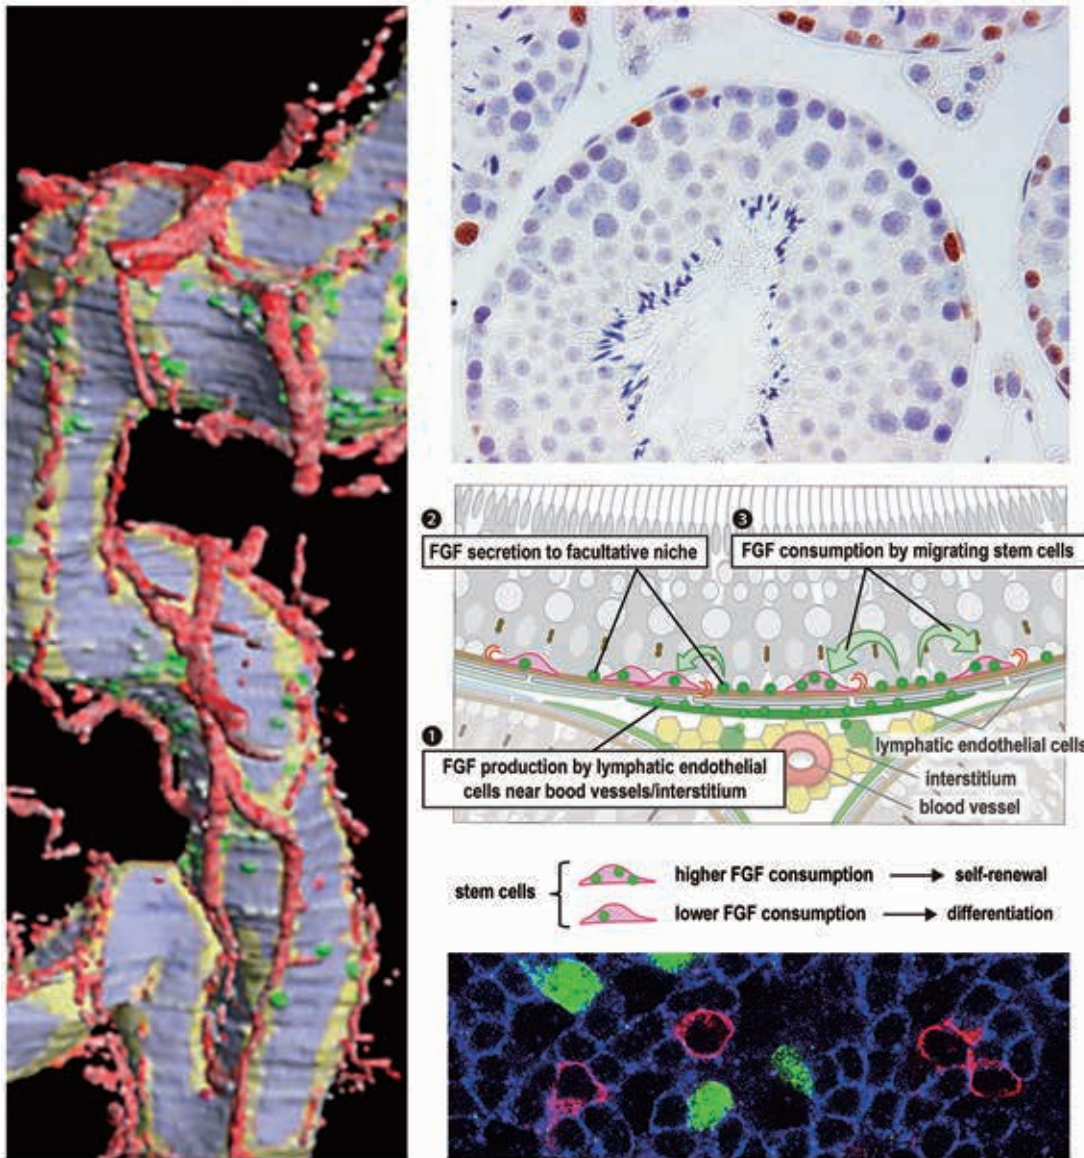 ❷
❸
FGF secretion to facultative niche
FGF consumption by migrating stem cells
❶
FGF production by lymphatic endothelial
cells near bood vessels/interstitium
lymphatic endothelial cells
interstitium
blood vessel
stem cells
higher FGF consumption → self-renewal
lower FGF consumption → differentiation